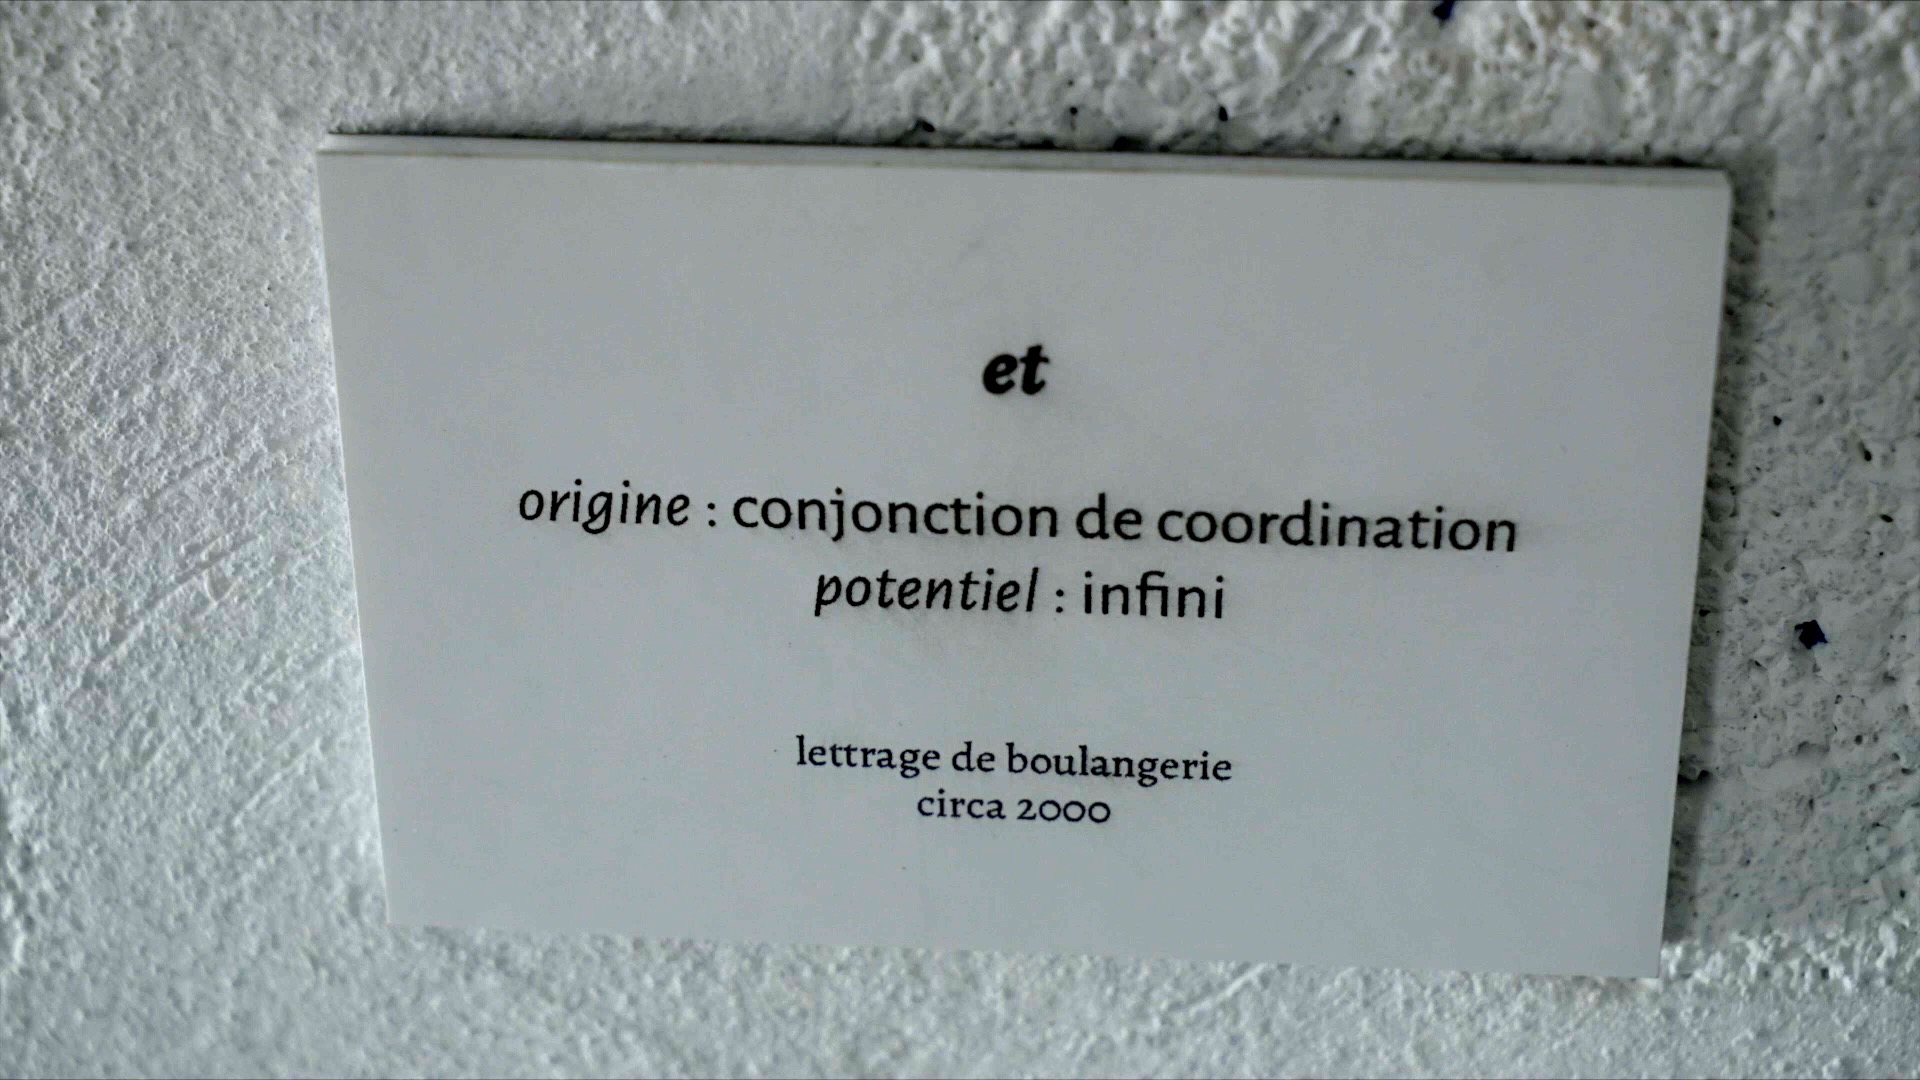 et
origine : conjonction de coordination
potentiel : infini
lettrage de boulangerie
circa 2000